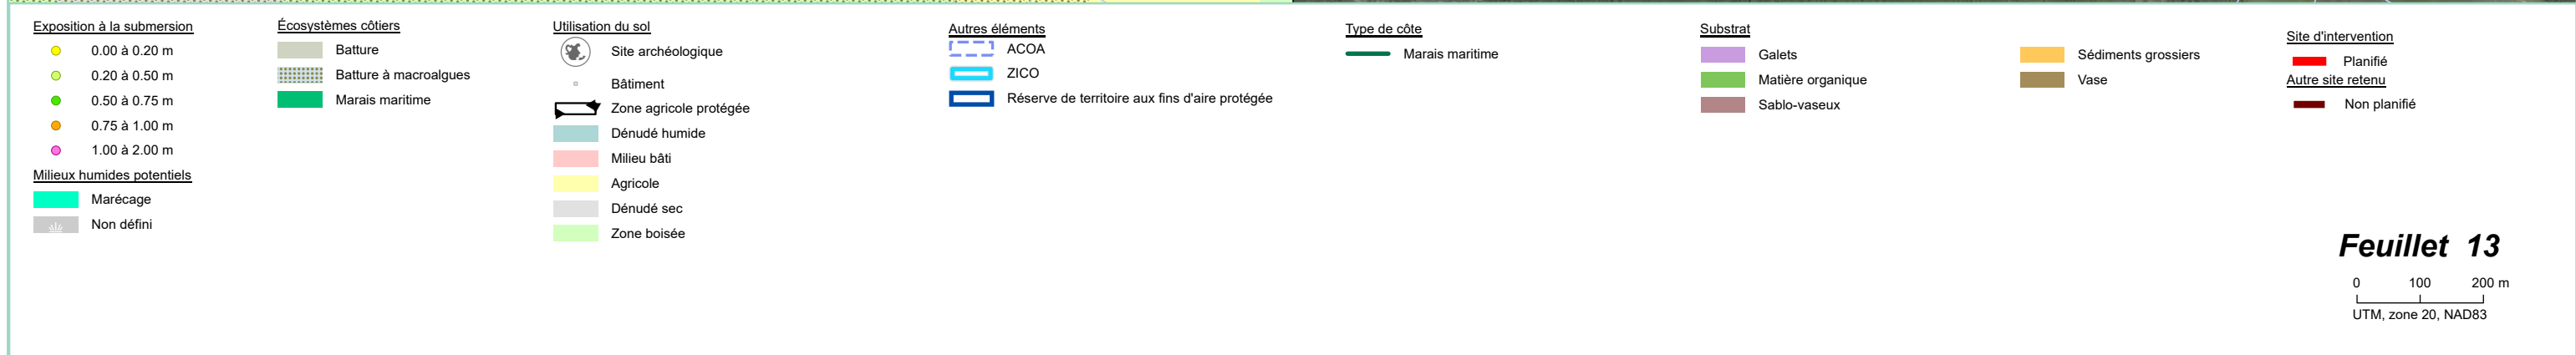 Exposition à la submersion
0.00 à 0.20 m
0.20 à 0.50 m
0.50 à 0.75 m
0.75 à 1.00 m
1.00 à 2.00 m
Milieux humides potentiels
Marécage
Non défini
Écosystèmes côtiers
Batture
Batture à macroalgues
Marais maritime
Utilisation du sol
Site archéologique
Bâtiment
Zone agricole protégée
Dénudé humide
Milieu bâti
Agricole
Dénudé sec
Zone boisée
Autres éléments
ACOA
ZICO
Réserve de territoire aux fins d'aire protégée
Type de côte
Marais maritime
Substrat
Galets
Matière organique
Sablo-vaseux
Sédiments grossiers
Vase
Site d'intervention
Planifié
Autre site retenu
Non planifié
Feuillet 13
0 100 200 m
UTM, zone 20, NAD83